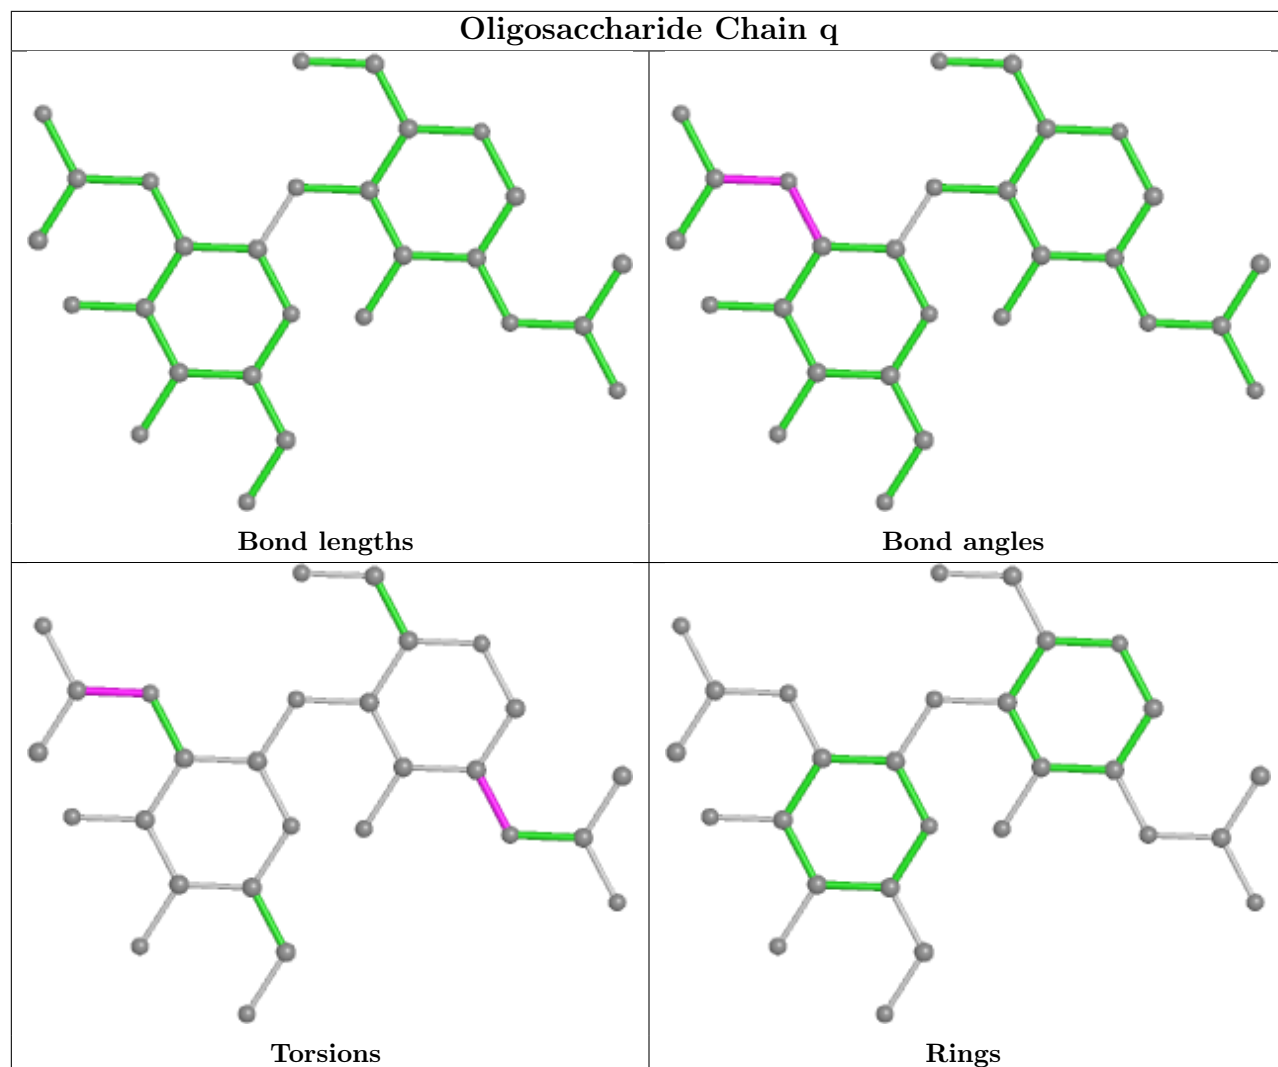 Oligosaccharide Chain q
Bond lengths
Bond angles
Torsions
Rings